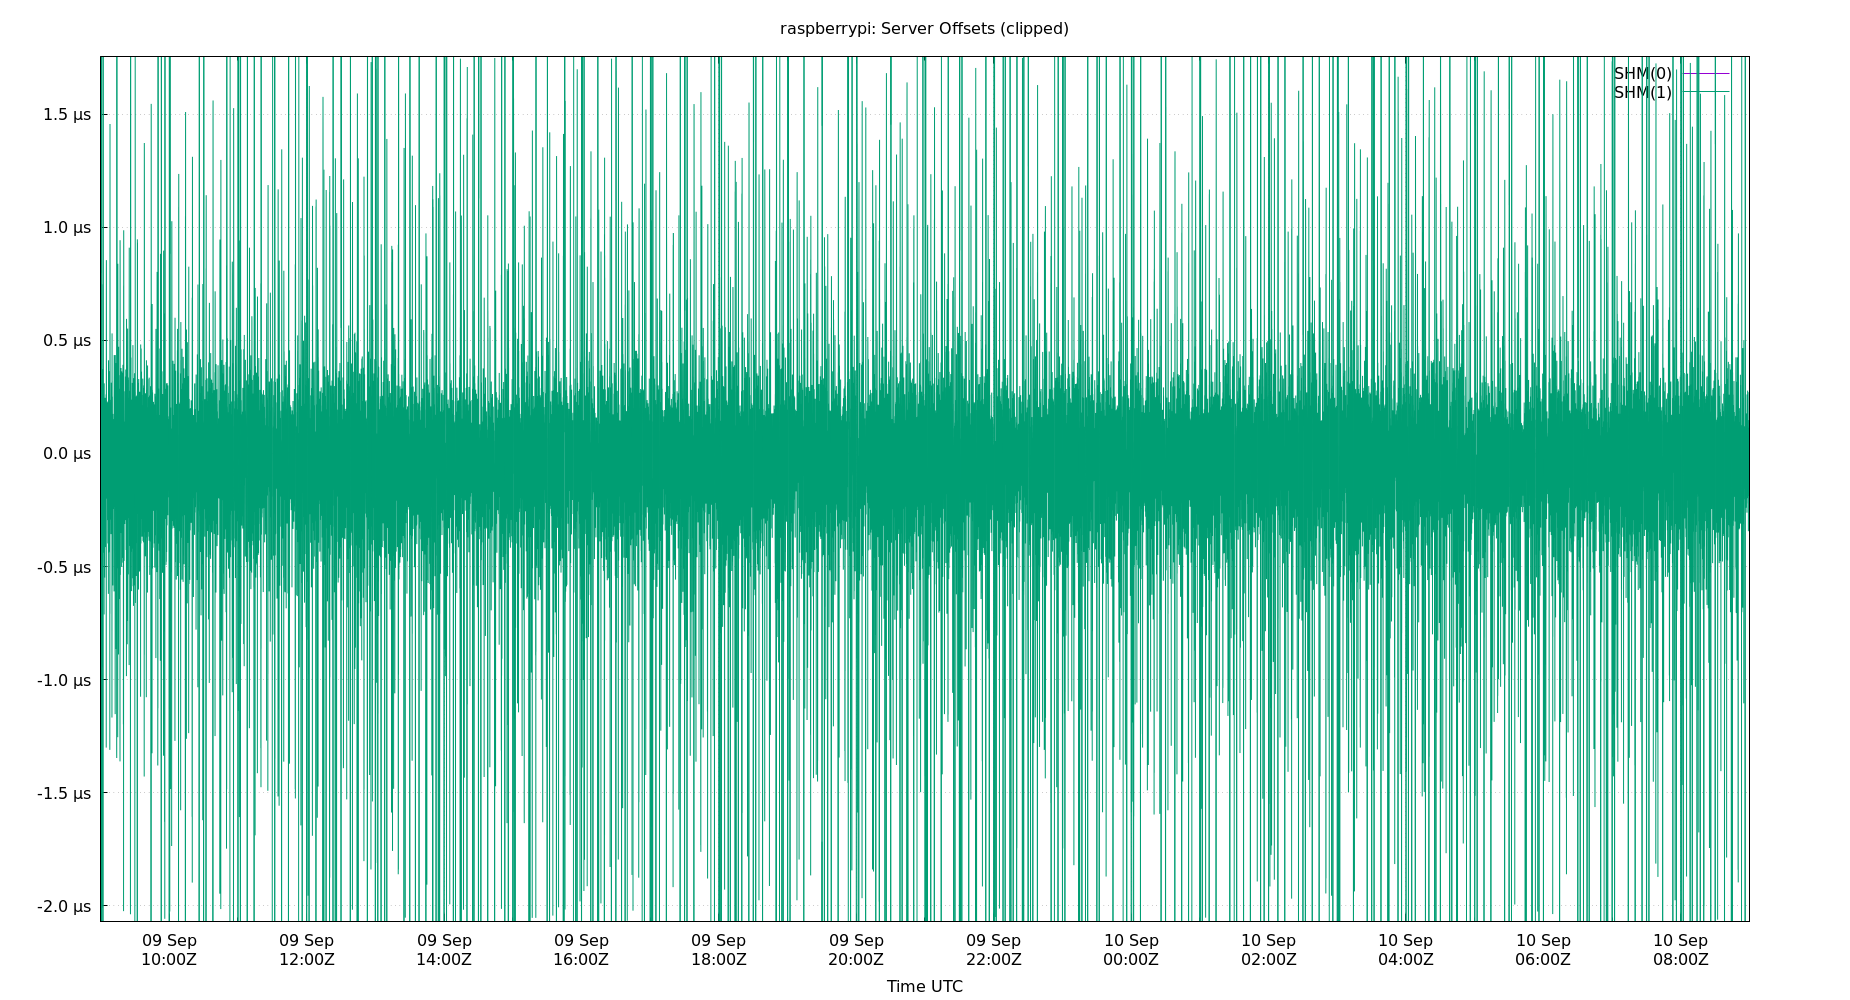 raspberrypi: Server Offsets (clipped)
SHM(0)
SHM(1)
1.5 µs
1.0 µs
0.5 µs
0.0 µs
-0.5 µs
-1.0 µs
-1.5 µs
-2.0 µs
09 Sep 09 Sep 09 Sep 09 Sep 09 Sep 09 Sep 09 Sep 10 Sep 10 Sep 10 Sep 10 Sep 10 Sep
10:00Z 12:00Z 14:00Z 16:00Z 18:00Z 20:00Z 22:00Z 00:00Z 02:00Z 04:00Z 06:00Z 08:00Z
Time UTC